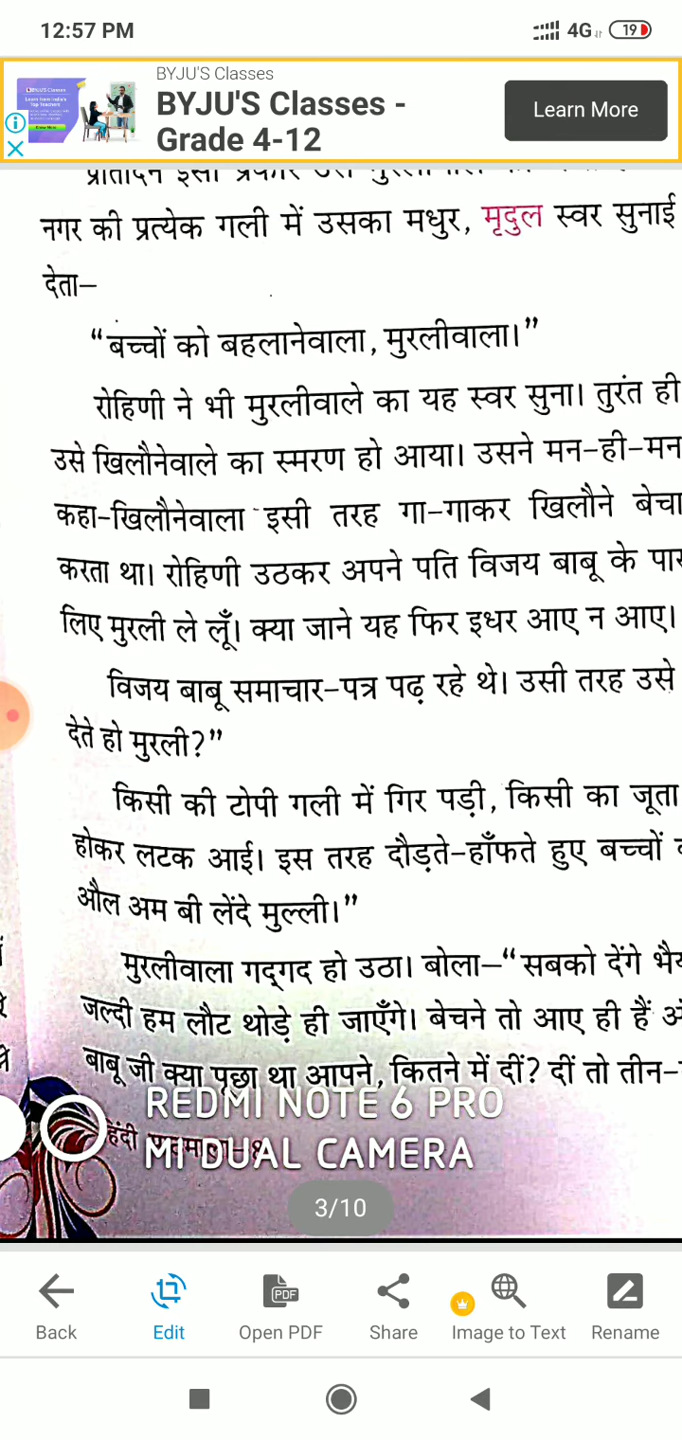 12:57 PM
4G 19
BYJU'S Classes
BYJU'S Classes -
Grade 4-12
Learn More
नगर की प्रत्येक गली में उसका मधुर, मृदुल स्वर सुनाई
देता–
“बच्चों को बहलानेवाला, मुरलीवाला।”
रोहिणी ने भी मुरलीवाले का यह स्वर सुना। तुरंत ही
उसे खिलौनेवाले का स्मरण हो आया। उसने मन-ही-मन
कहा-खिलौनेवाला इसी तरह गा-गाकर खिलौने बेचा
करता था। रोहिणी उठकर अपने पति विजय बाबू के
लिए मुरली ले लूँ। क्या जाने यह फिर इधर आए न आए।
विजय बाबू समाचार-पत्र पढ़ रहे थे। उसी तरह उसे
देते हो मुरली?”
किसी की टोपी गली में गिर पड़ी, किसी का जूता
होकर लटक आई। इस तरह दौड़ते-हाँफते हुए बच्चों
औल अम बी लेंदे मुल्ली।”
मुरलीवाला गद्गद हो उठा। बोला–“सबको देंगे
जल्दी हम लौट थोड़े ही जाएँगे। बेचने तो आए ही हैं
बाबू जी क्या पूछा था आपने, कितने में दीं? दीं तो तीन-
REDMI NOTE 6 PRO
MI DUAL CAMERA
हिंदी
3/10
Back
Edit
PDF
Open PDF
Share
Image to Text
Rename